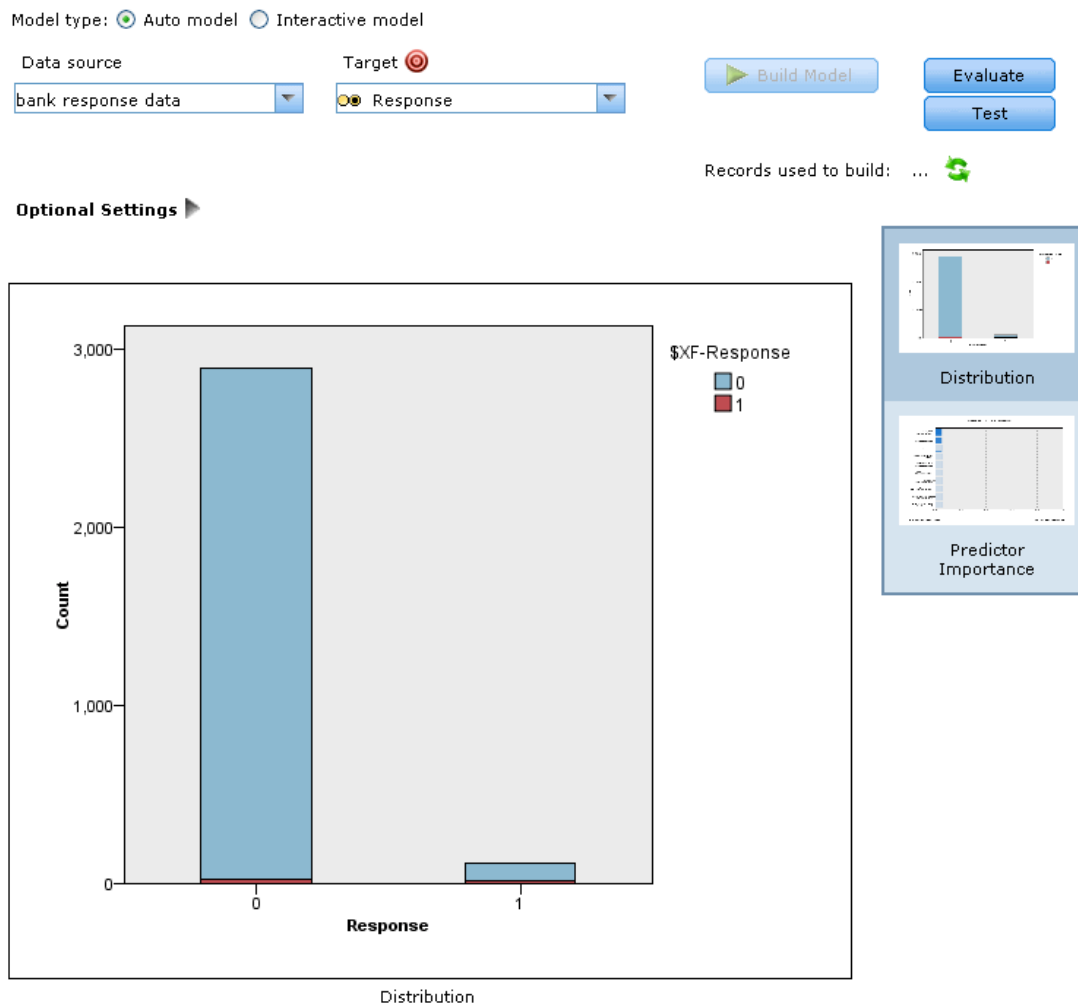 Model type: Auto model Interactive model
Data source
Target
bank response data
Response
Build Model
Evaluate
Test
Records used to build: ...
Optional Settings
3,000
2,000
1,000
0
Count
0
1
Response
$XF-Response
0
1
Distribution
Distribution
Predictor
Importance